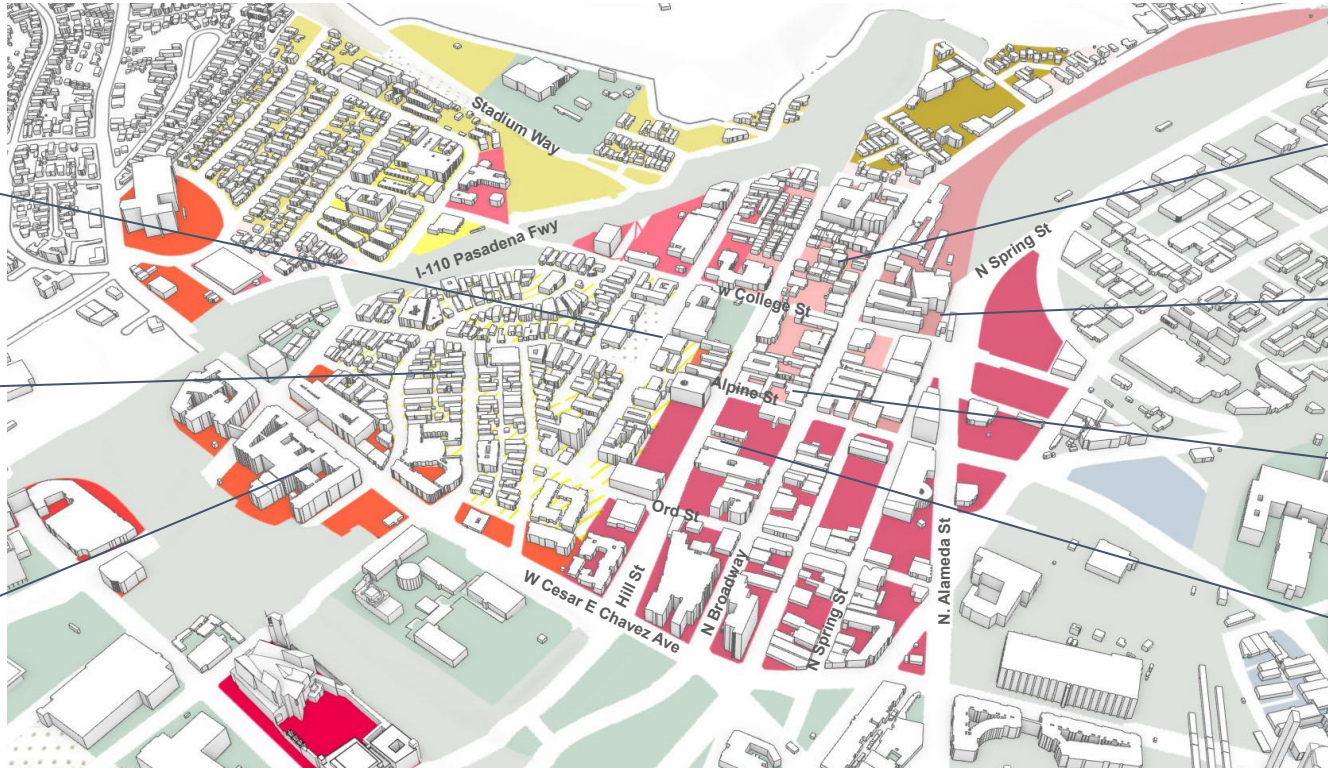 Stadium Way
I-110 Pasadena Fwy
N Spring St
W College St
Alpine St
Ord St
W Cesar E Chavez Ave
Hill St
N Broadway
N Spring St
N. Alameda St